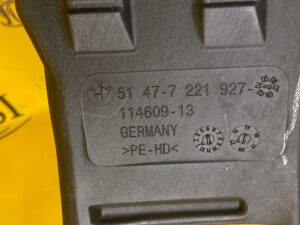 51 47-7 221 927-
114609-13
GERMANY
>PE-HD<